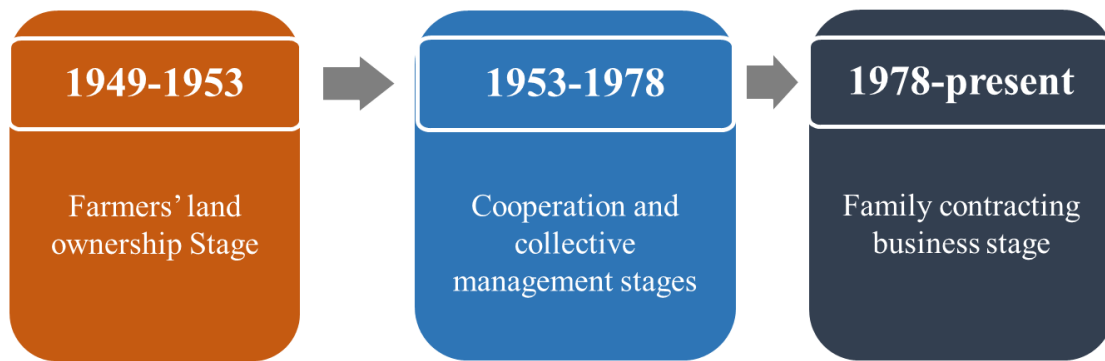 1949-1953
Farmers’ land
ownership Stage
1953-1978
Cooperation and
collective
management stages
1978-present
Family contracting
business stage